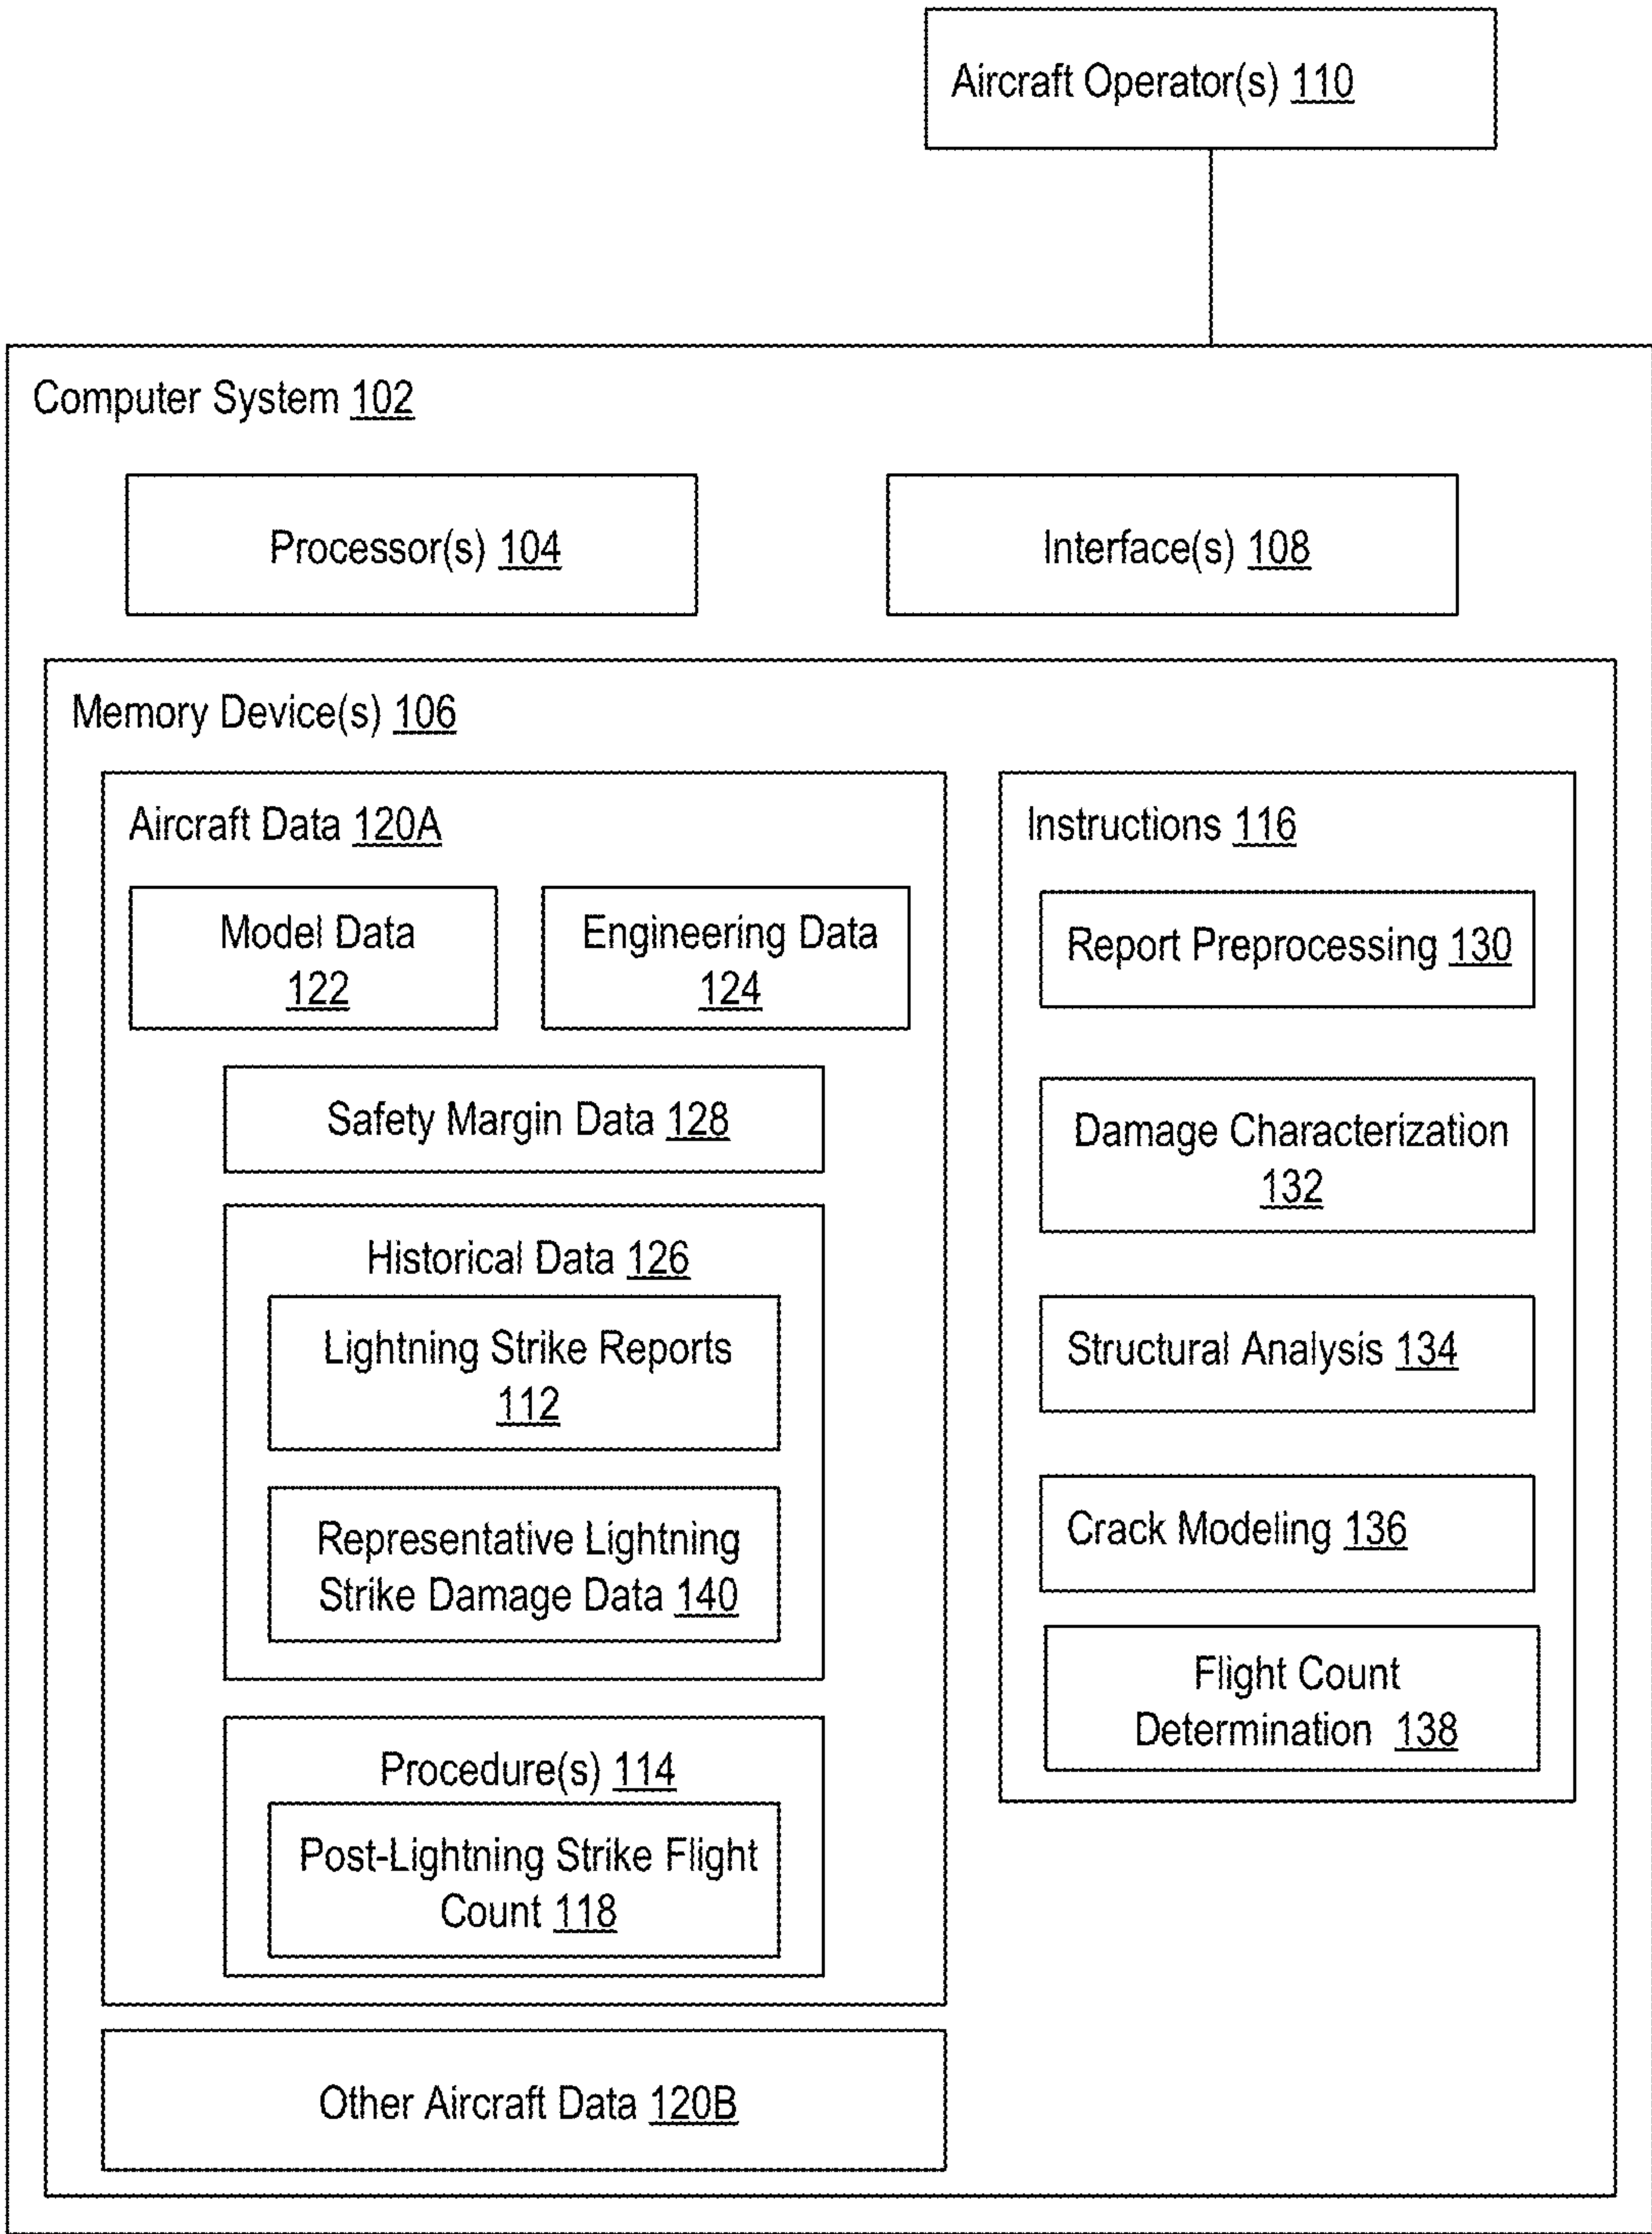 Aircraft Operator(s) 110
Computer System 102
Processor(s) 104
Interface(s) 108
Memory Device(s) 106
Aircraft Data 120A
Model Data
122
Engineering Data
124
Safety Margin Data 128
Historical Data 126
Lightning Strike Reports
112
Representative Lightning
Strike Damage Data 140
Procedure(s) 114
Post-Lightning Strike Flight
Count 118
Other Aircraft Data 120B
Instructions 116
Report Preprocessing 130
Damage Characterization
132
Structural Analysis 134
Crack Modeling 136
Flight Count
Determination 138